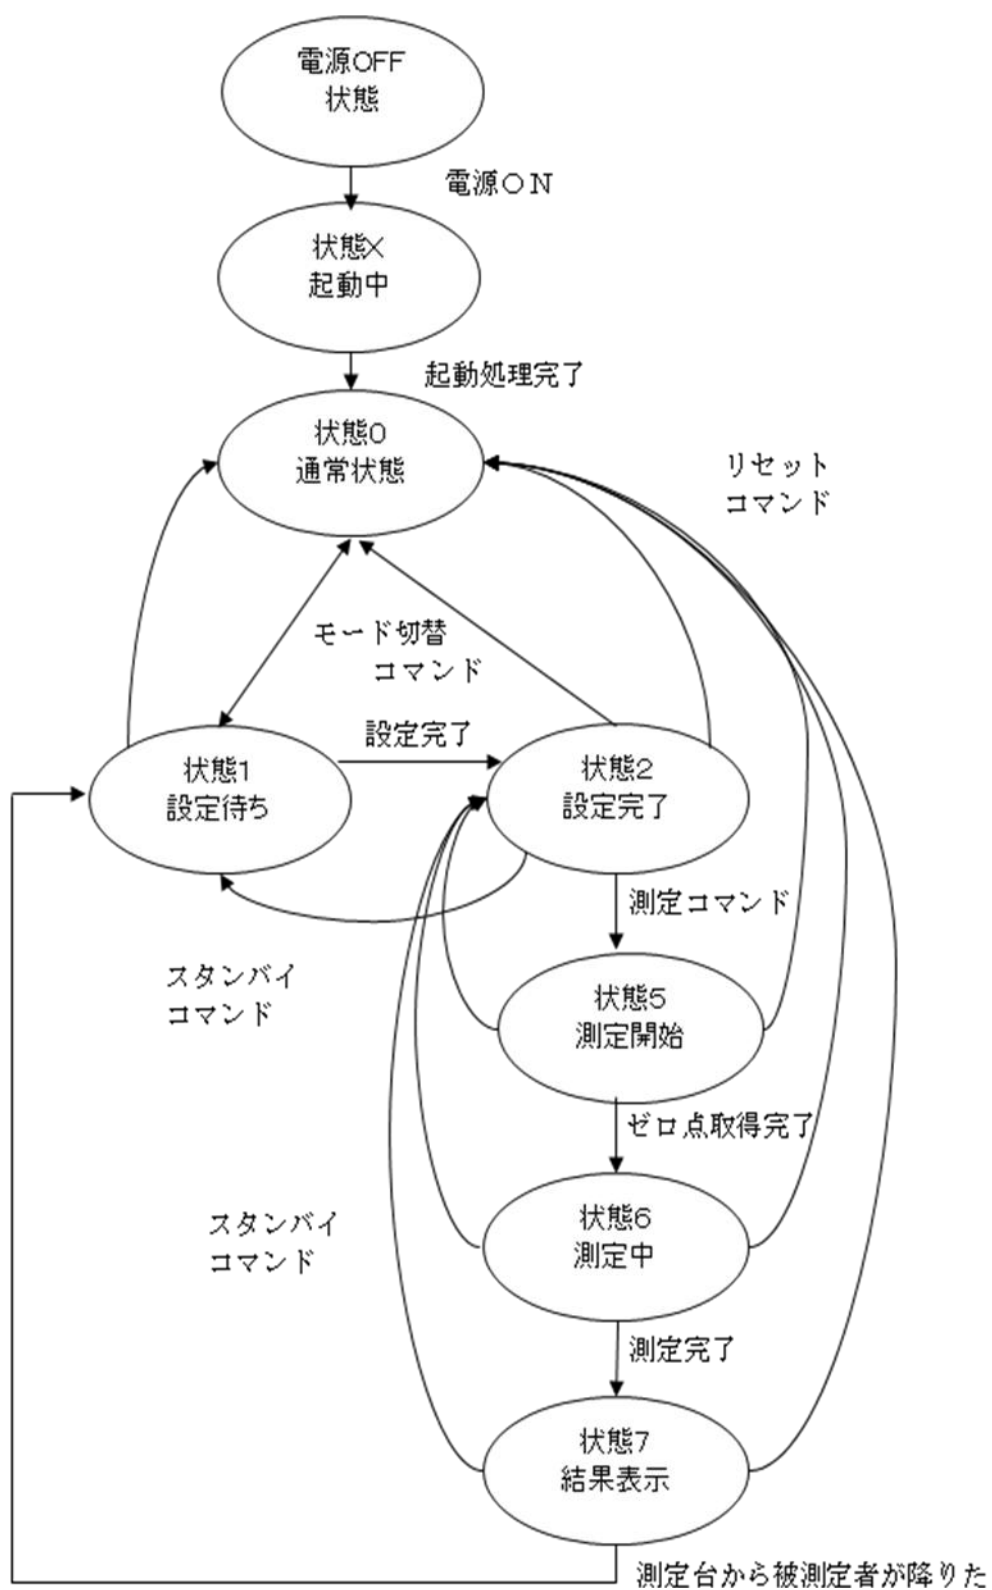 電源OFF
状態
電源ＯＮ
状態X
起動中
起動処理完了
状態0
通常状態
リセット
コマンド
モード切替
コマンド
設定完了
状態1
設定待ち
状態2
設定完了
測定コマンド
スタンバイ
コマンド
状態5
測定開始
ゼロ点取得完了
スタンバイ
コマンド
状態6
測定中
測定完了
状態7
結果表示
測定台から被測定者が降りた